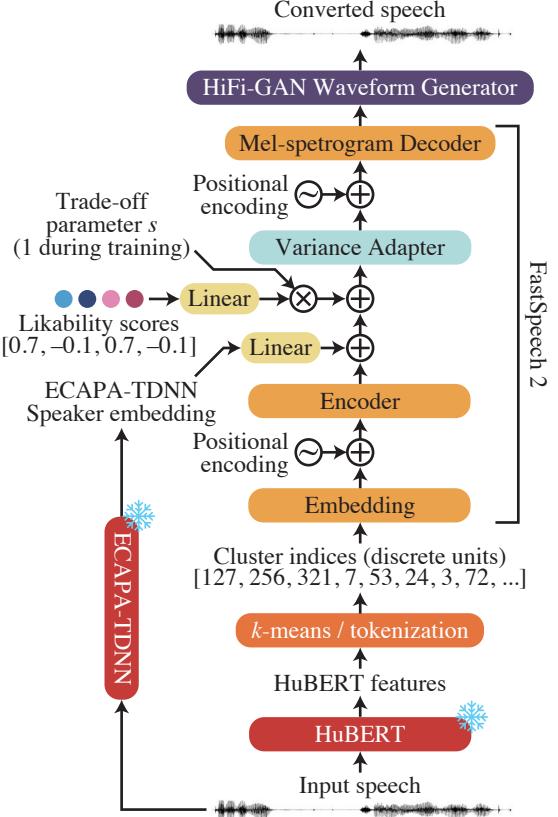 Converted speech
HiFi-GAN Waveform Generator
Mel-spetrogram Decoder
Positional
encoding
Trade-off
parameter s
(1 during training)
Variance Adapter
Linear
Likability scores
[0.7, –0.1, 0.7, –0.1]
Linear
ECAPA-TDNN
Speaker embedding
Encoder
Positional
encoding
Embedding
FastSpeech 2
Cluster indices (discrete units)
[127, 256, 321, 7, 53, 24, 3, 72, ...]
ECAPA-TDNN
k-means / tokenization
HuBERT features
HuBERT
Input speech